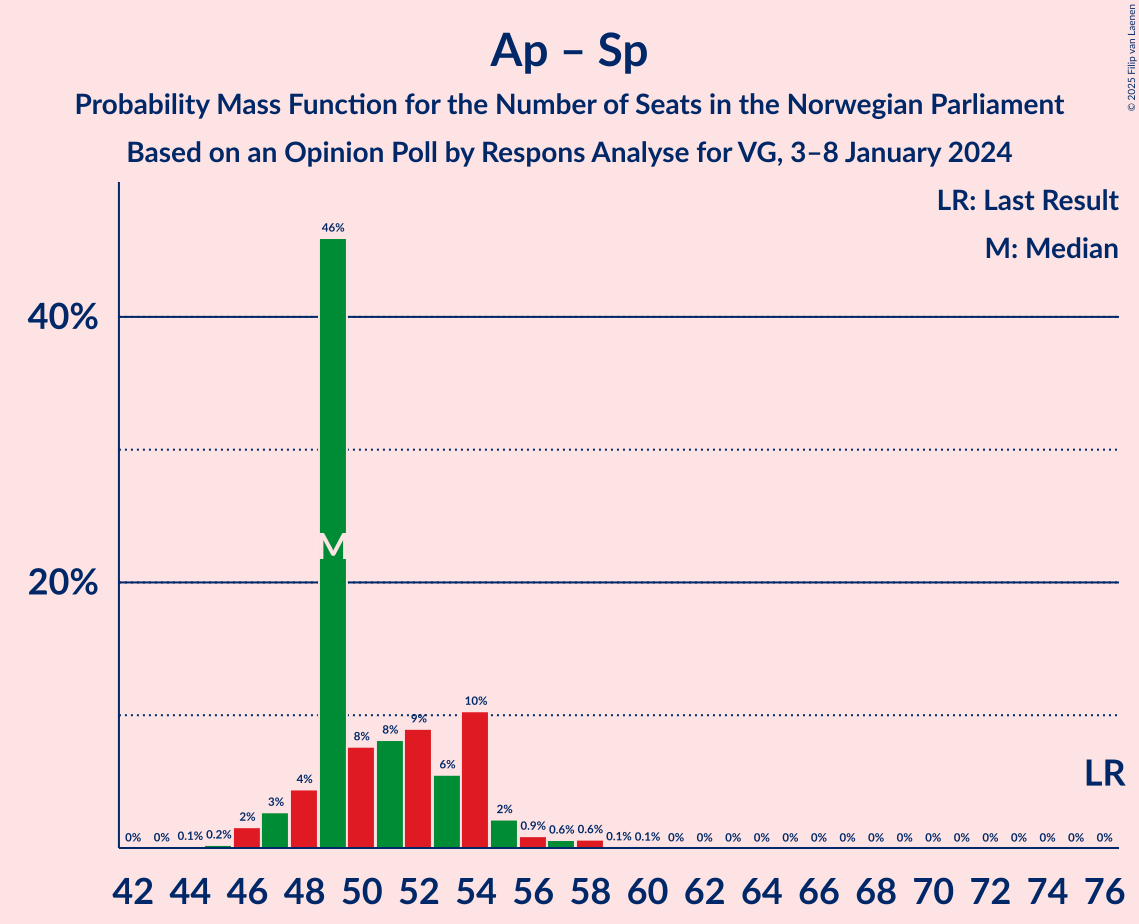 Ap – Sp
Probability Mass Function for the Number of Seats in the Norwegian Parliament
Based on an Opinion Poll by Respons Analyse for VG, 3–8 January 2024
© 2025 Filip van Laenen
LR: Last Result
M: Median
46%
40%
M
20%
10%
9%
8% 8%
6%
LR
4%
3%
2% 2%
0% 0% 0.1% 0.2% 0.9% 0.6% 0.6% 0.1% 0.1% 0% 0% 0% 0% 0% 0% 0% 0% 0% 0% 0% 0% 0% 0% 0% 0%
42 44 46 48 50 52 54 56 58 60 62 64 66 68 70 72 74 76